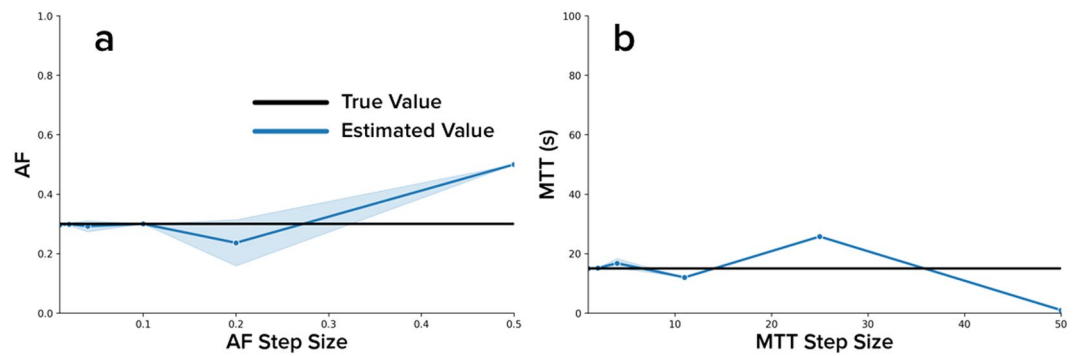 a
1.0
0.8
0.6
0.4
0.2
0.0
AF
True Value
Estimated Value
0.1 0.2 0.3 0.4 0.5
AF Step Size
b
100
80
60
40
20
0
MTT (s)
10 20 30 40 50
MTT Step Size